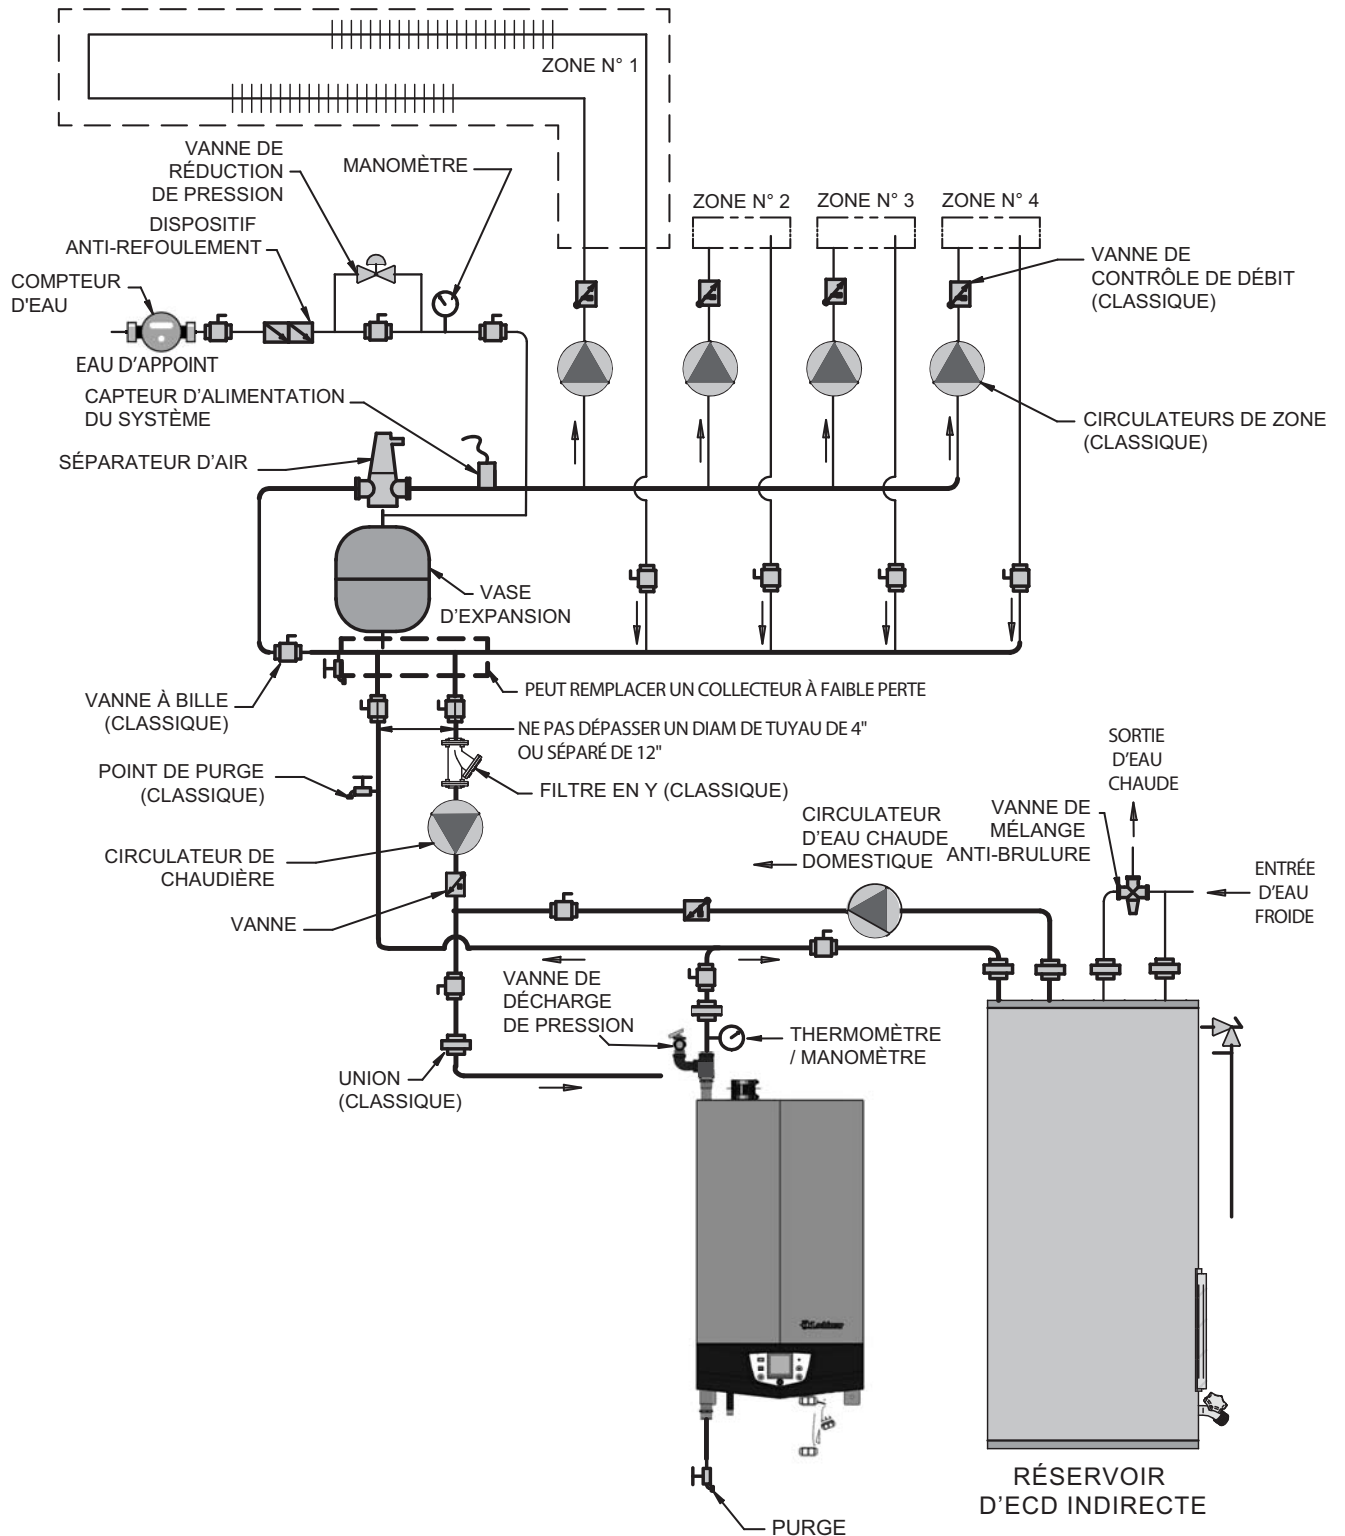 ZONE N° 1
VANNE DE
RÉDUCTION
DE PRESSION
MANOMÈTRE
DISPOSITIF
ANTI-REFOULEMENT
COMPTEUR
D'EAU
EAU D'APPOINT
ZONE N° 2
ZONE N° 3
ZONE N° 4
VANNE DE
CONTRÔLE DE DÉBIT
(CLASSIQUE)
CAPTEUR D'ALIMENTATION
DU SYSTÈME
CIRCULATEURS DE ZONE
(CLASSIQUE)
SÉPARATEUR D'AIR
VASE
D'EXPANSION
VANNE À BILLE
(CLASSIQUE)
PEUT REMPLACER UN COLLECTEUR À FAIBLE PERTE
NE PAS DÉPASSER UN DIAM DE TUYAU DE 4"
OU SÉPARÉ DE 12"
POINT DE PURGE
(CLASSIQUE)
FILTRE EN Y (CLASSIQUE)
SORTIE
D'EAU
CHAUDE
CIRCULATEUR
D'EAU CHAUDE
DOMESTIQUE
VANNE DE
MÉLANGE
ANTI-BRULURE
CIRCULATEUR DE
CHAUDIÈRE
ENTRÉE
D'EAU
FROIDE
VANNE
VANNE DE
DÉCHARGE
DE PRESSION
THERMOMÈTRE
/ MANOMÈTRE
UNION
(CLASSIQUE)
Lochinvar
RÉSERVOIR
D'ECD INDIRECTE
PURGE